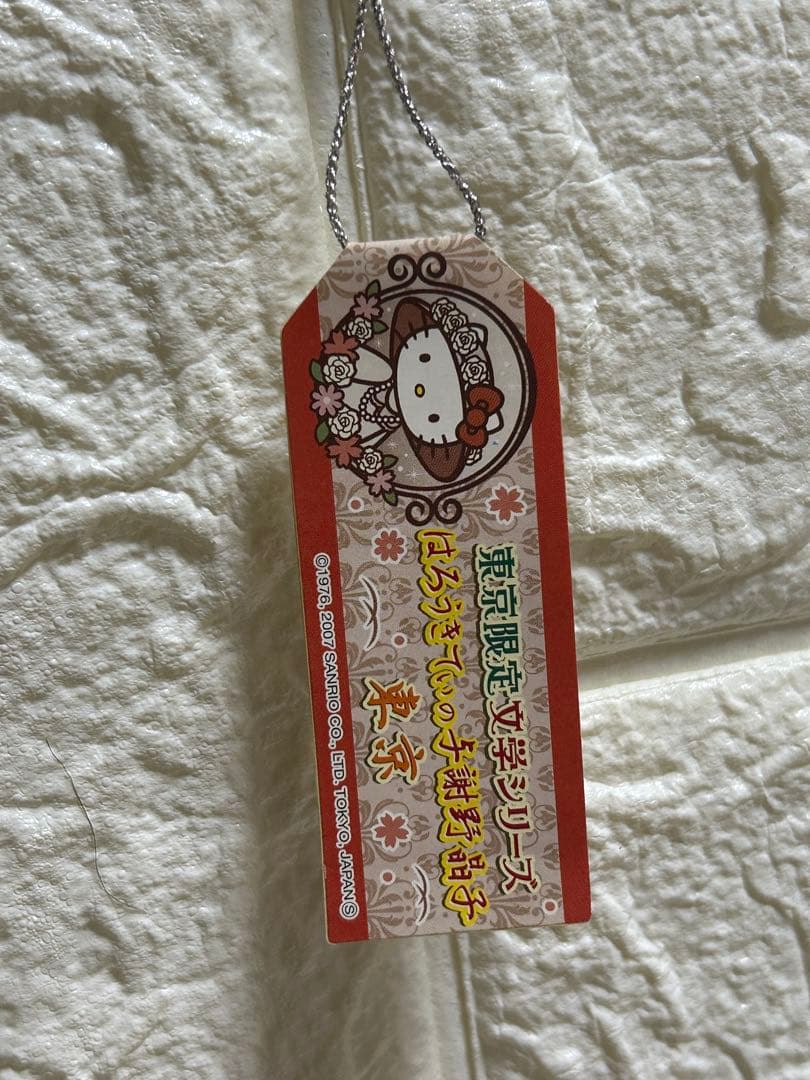 東京限定文学シリーズ
はろうきてぃの与謝野晶子
東京
©1976, 2007 SANRIO CO., LTD. TOKYO, JAPAN Ⓢ